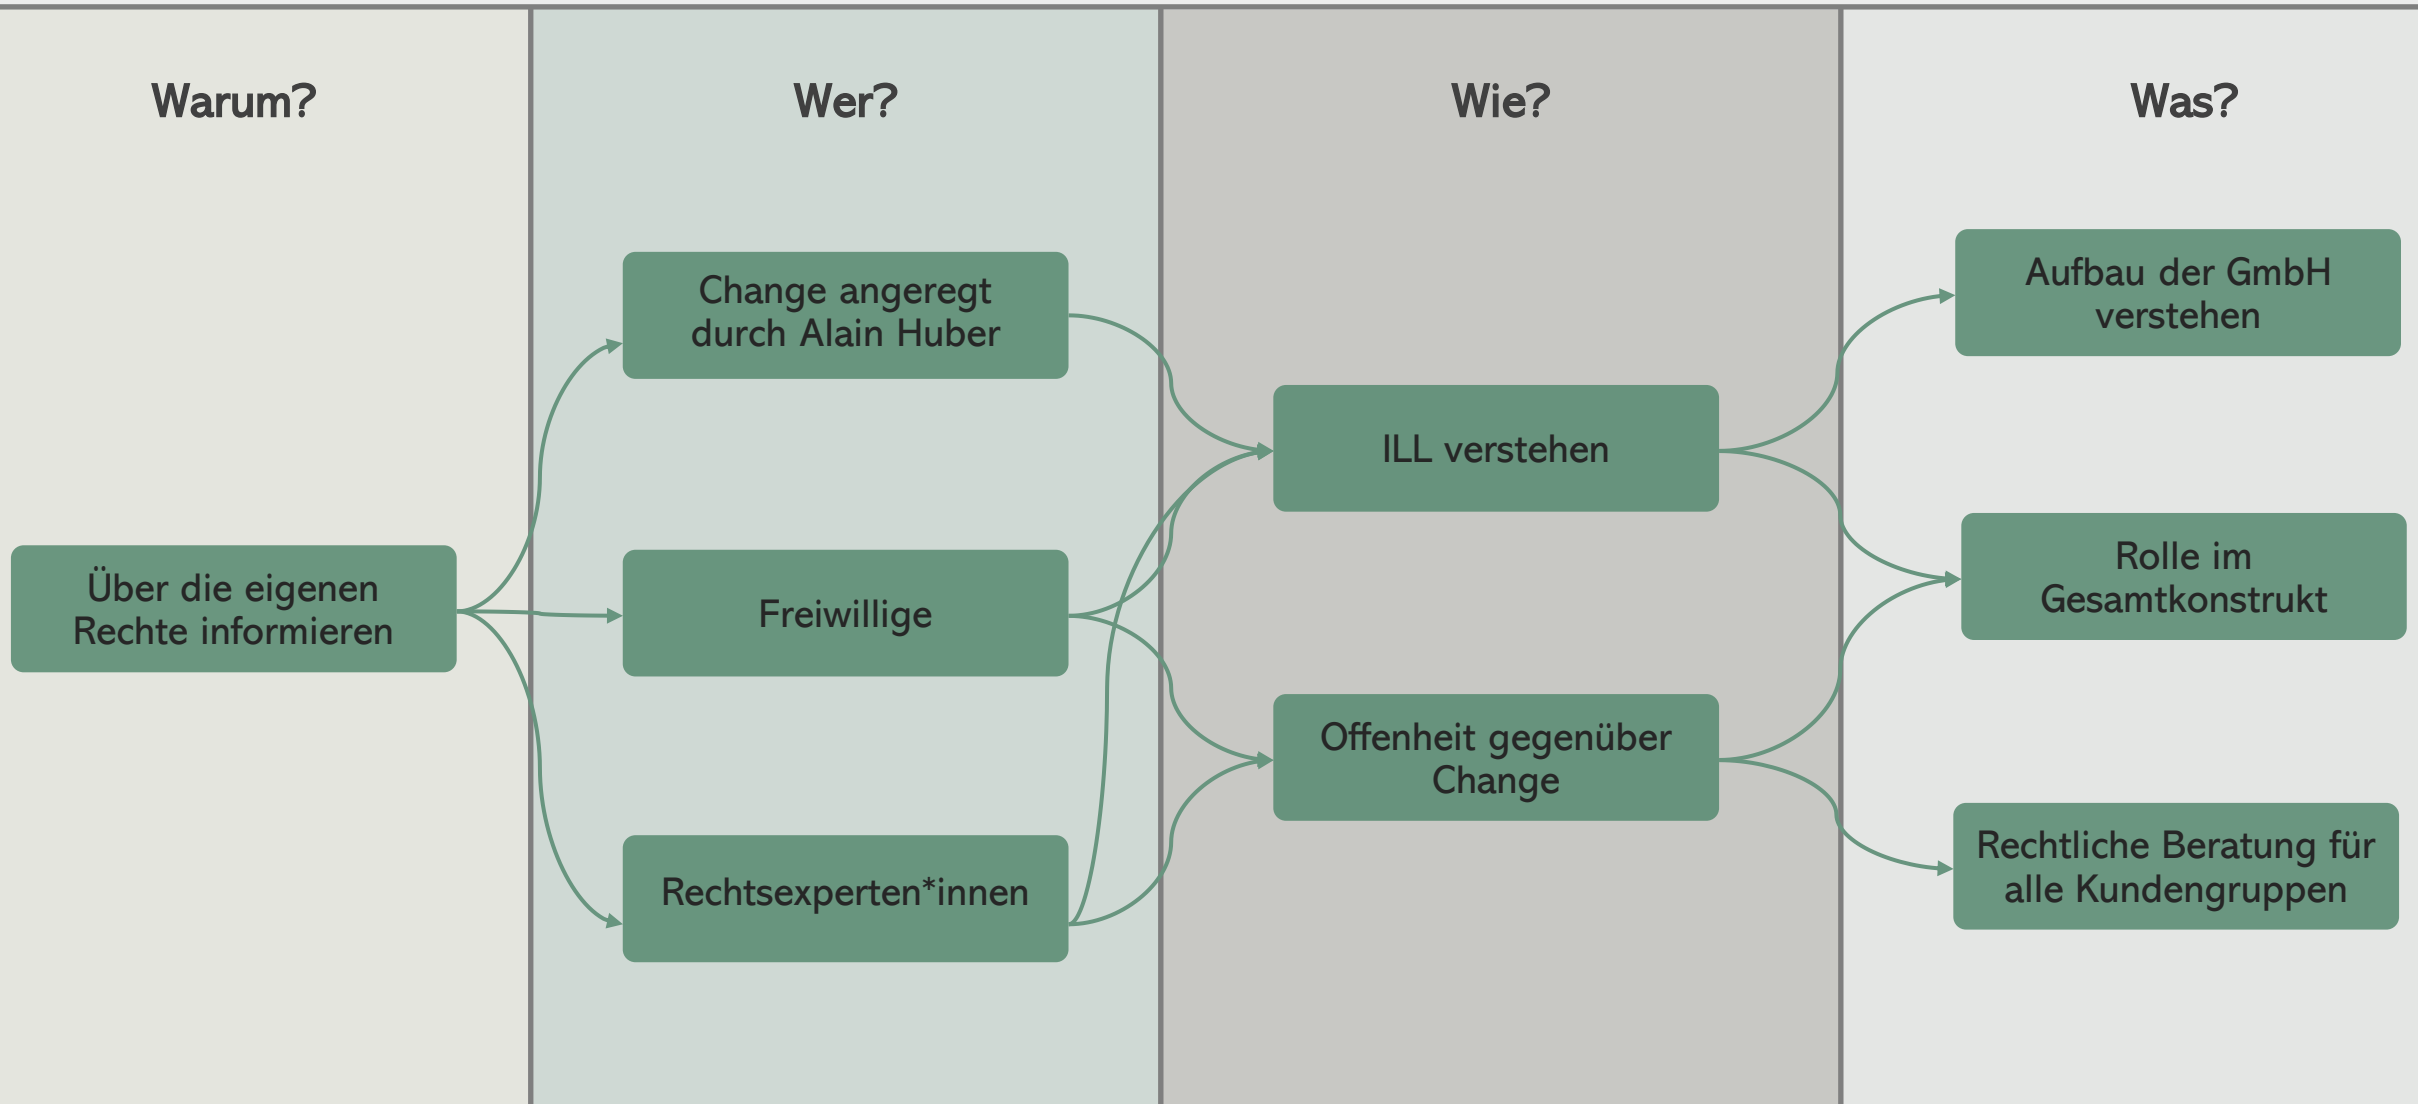 Warum?
Wer?
Wie?
Was?
Über die eigenen
Rechte informieren
Change angeregt
durch Alain Huber
Freiwillige
Rechtsexperten*innen
ILL verstehen
Offenheit gegenüber
Change
Aufbau der GmbH
verstehen
Rolle im
Gesamtkonstrukt
Rechtliche Beratung für
alle Kundengruppen